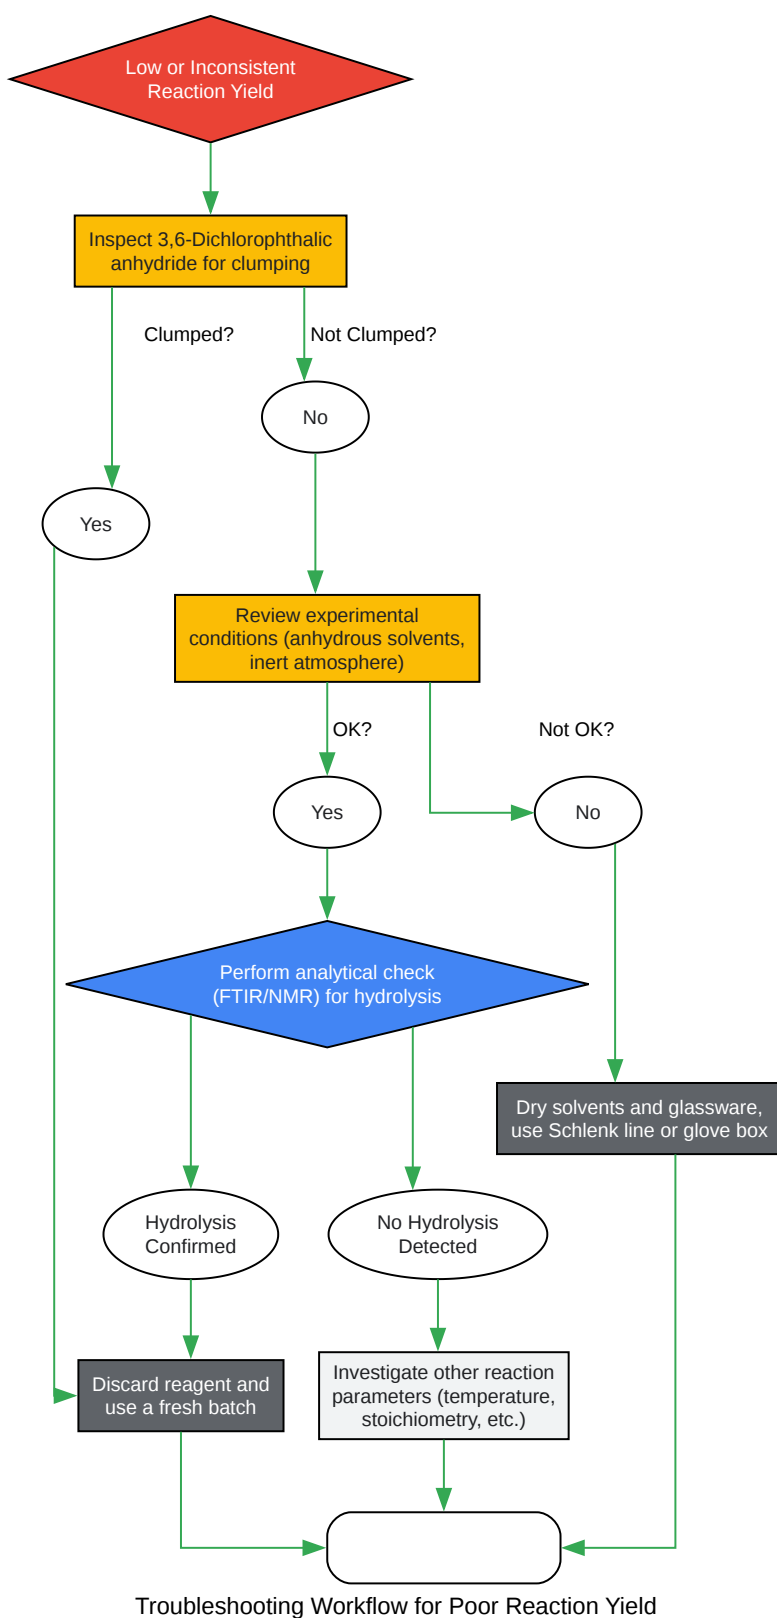 Low or Inconsistent
Reaction Yield
Inspect 3,6-Dichlorophthalic
anhydride for clumping
Clumped?
Not Clumped?
No
Yes
Review experimental
conditions (anhydrous solvents,
inert atmosphere)
OK?
Not OK?
Yes
No
Perform analytical check
(FTIR/NMR) for hydrolysis
Dry solvents and glassware,
use Schlenk line or glove box
Hydrolysis
Confirmed
No Hydrolysis
Detected
Discard reagent and
use a fresh batch
Investigate other reaction
parameters (temperature,
stoichiometry, etc.)
Troubleshooting Workflow for Poor Reaction Yield